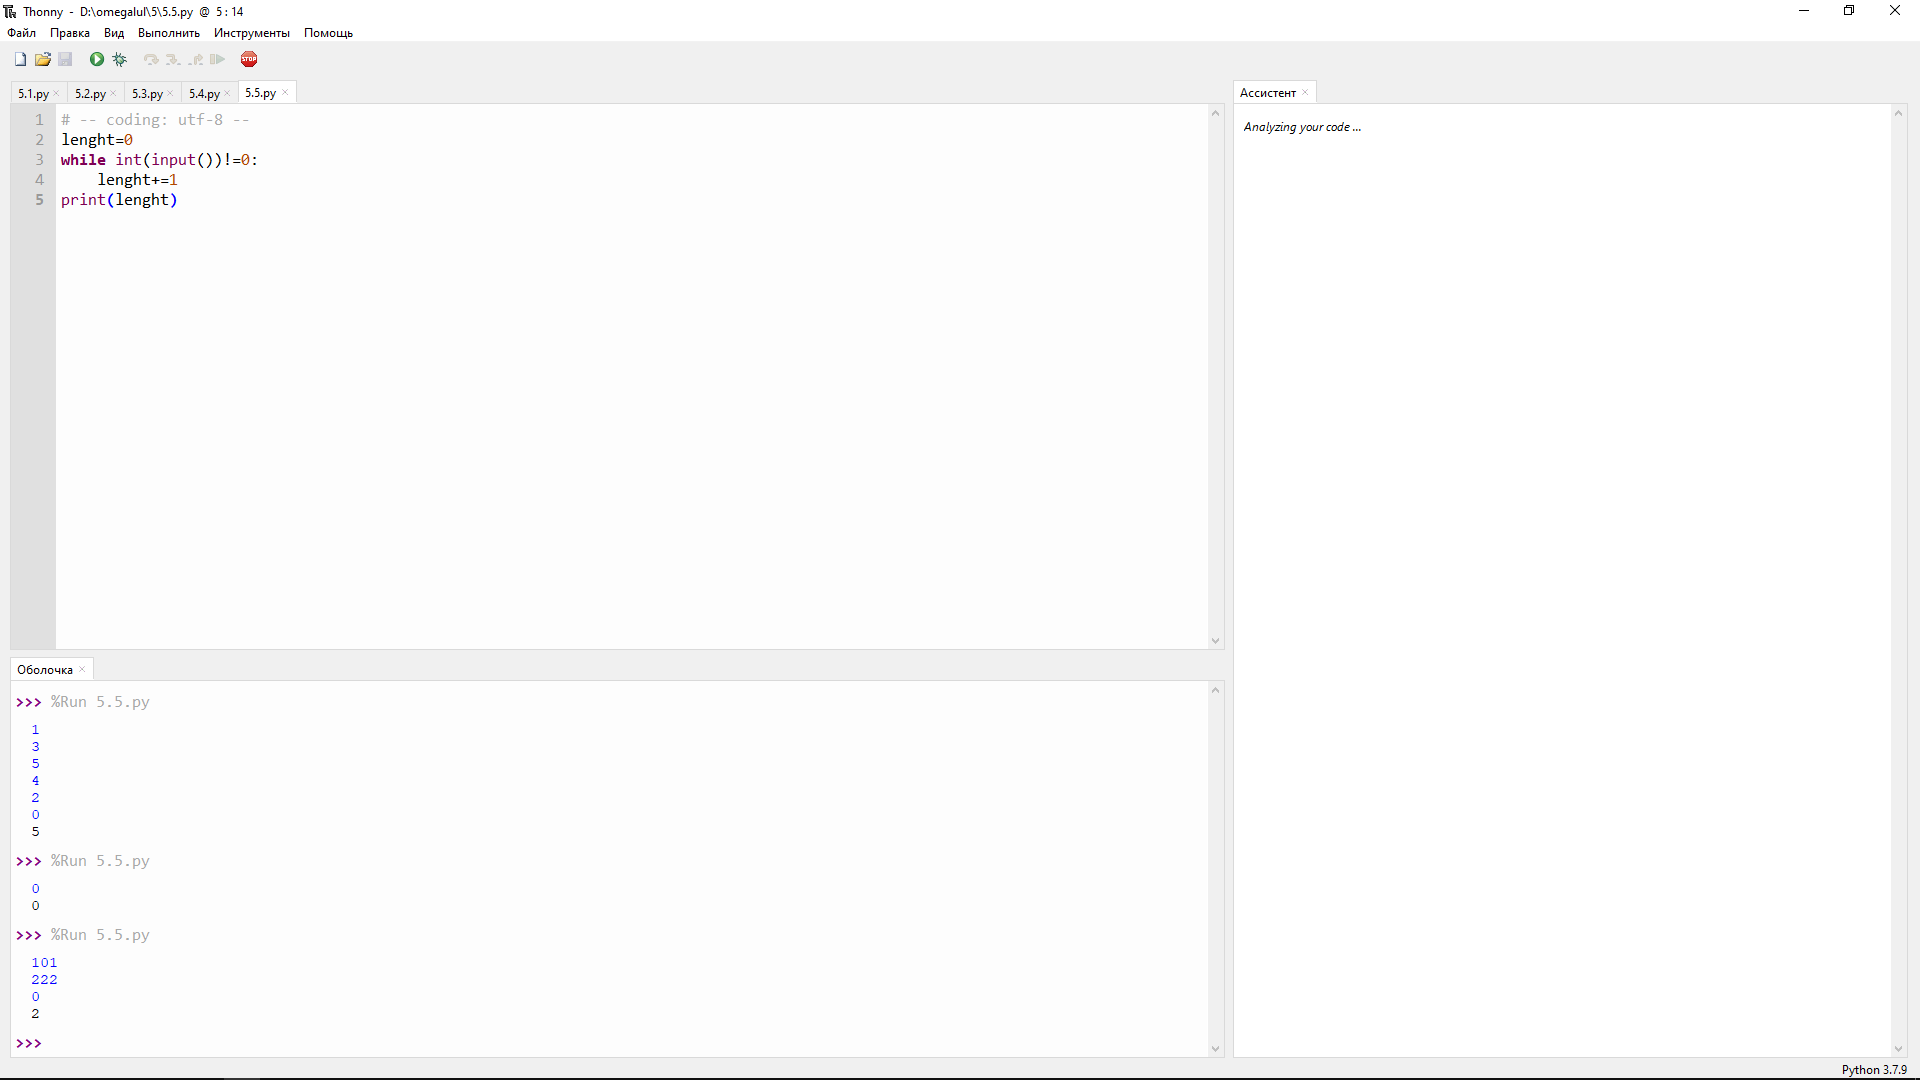 Thonny - D:\omegalul\5\5.5.py @ 5 : 14
Файл Правка Вид Выполнить Инструменты Помощь
STOP
5.1.py × 5.2.py × 5.3.py × 5.4.py × 5.5.py ×
1 # -- coding: utf-8 --
2 lenght=0
3 while int(input())!=0:
4 lenght+=1
5 print(lenght)
Оболочка ×
>>> %Run 5.5.py
1
3
5
4
2
0
5
>>> %Run 5.5.py
0
0
>>> %Run 5.5.py
101
222
0
2
>>>
Ассистент ×
Analyzing your code ...
Python 3.7.9